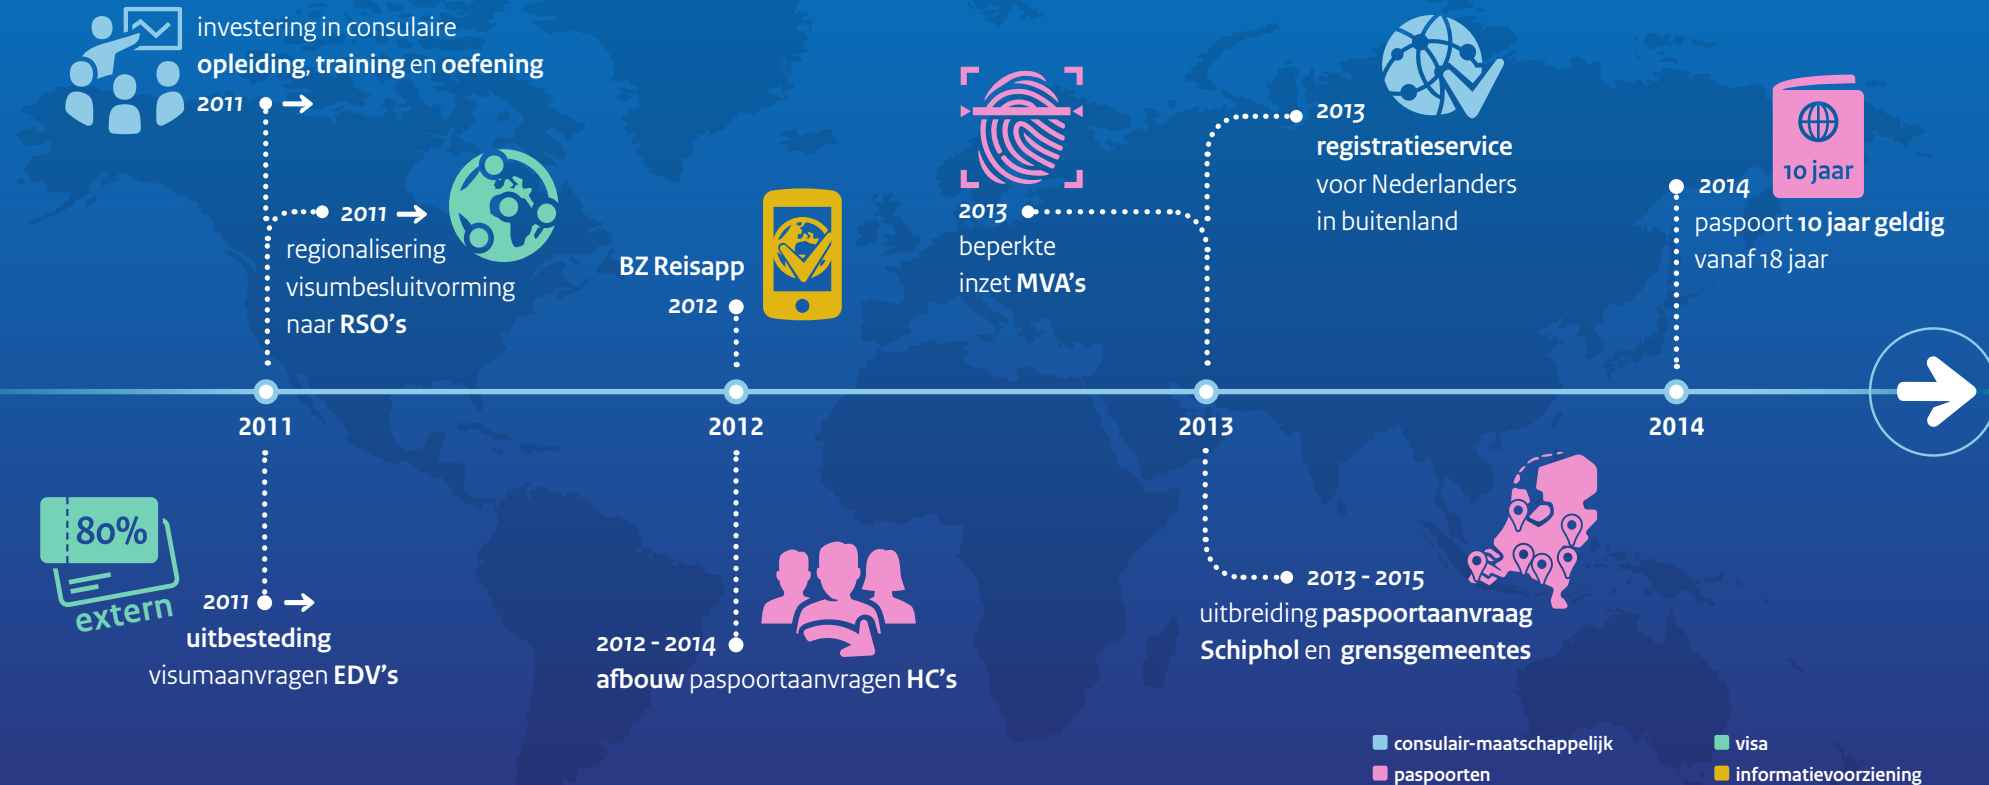 investering in consulaire
opleiding, training en oefening
2011
2011
regionalisering
visumbesluitvorming
naar RSO's
BZ Reisapp
2012
2013
beperkte
inzet MVA's
2013
registratieservice
voor Nederlanders
in buitenland
10 jaar
2014
paspoort 10 jaar geldig
vanaf 18 jaar
2011
2012
2013
2014
80%
extern
2011
uitbesteding
visumaanvragen EDV's
2012 - 2014
afbouw paspoortaanvragen HC's
2013 - 2015
uitbreiding paspoortaanvraag
Schiphol en grensgemeentes
consulair-maatschappelijk
paspoorten
visa
informatievoorziening